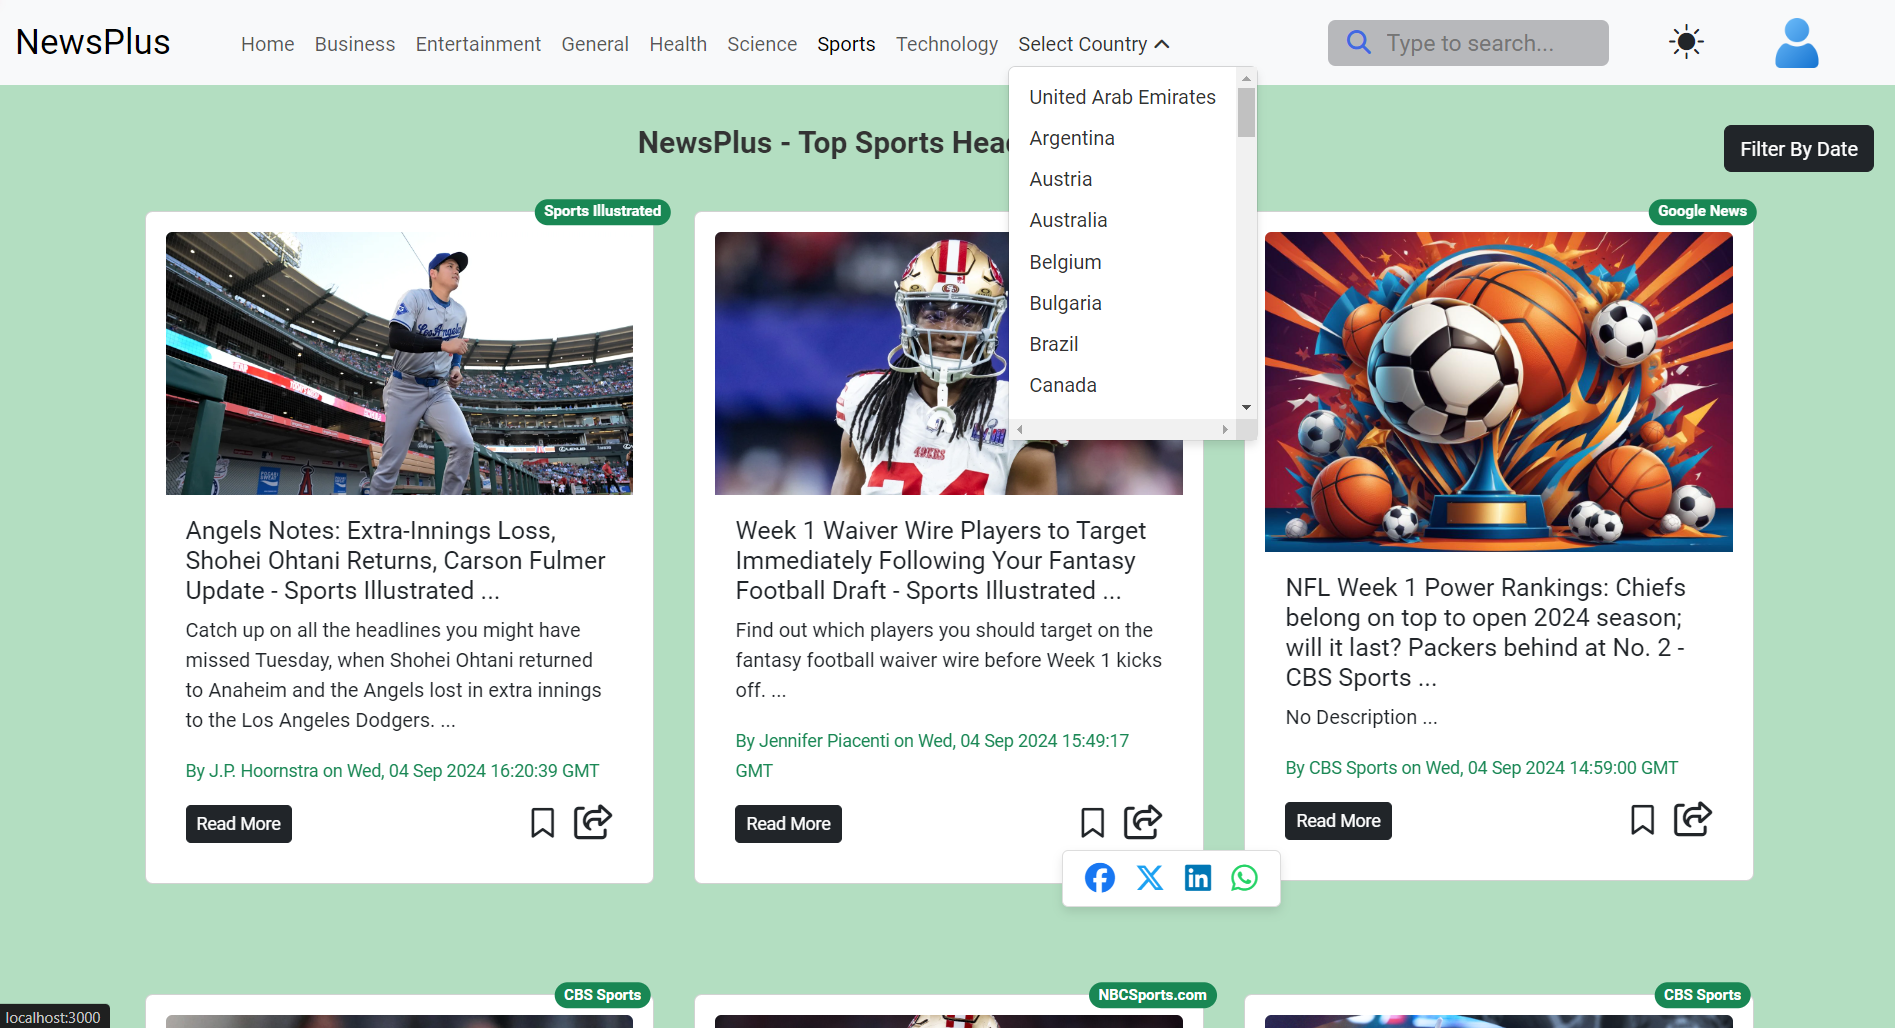 NewsPlus
Home Business Entertainment General Health Science Sports Technology Select Country
Type to search...
United Arab Emirates
Argentina
Austria
Australia
Belgium
Bulgaria
Brazil
Canada
NewsPlus - Top Sports
Filter By Date
Sports Illustrated
Angels Notes: Extra-Innings Loss,
Shohei Ohtani Returns, Carson Fulmer
Update - Sports Illustrated ...
Catch up on all the headlines you might have
missed Tuesday, when Shohei Ohtani returned
to Anaheim and the Angels lost in extra innings
to the Los Angeles Dodgers. ...
By J.P. Hoornstra on Wed, 04 Sep 2024 16:20:39 GMT
Read More
49ERS
Week 1 Waiver Wire Players to Target
Immediately Following Your Fantasy
Football Draft - Sports Illustrated ...
Find out which players you should target on the
fantasy football waiver wire before Week 1 kicks
off. ...
By Jennifer Piacenti on Wed, 04 Sep 2024 15:49:17
GMT
Read More
Google News
NFL Week 1 Power Rankings: Chiefs
belong on top to open 2024 season;
will it last? Packers behind at No. 2 -
CBS Sports ...
No Description ...
By CBS Sports on Wed, 04 Sep 2024 14:59:00 GMT
Read More
CBS Sports
NBCSports.com
CBS Sports
localhost:3000